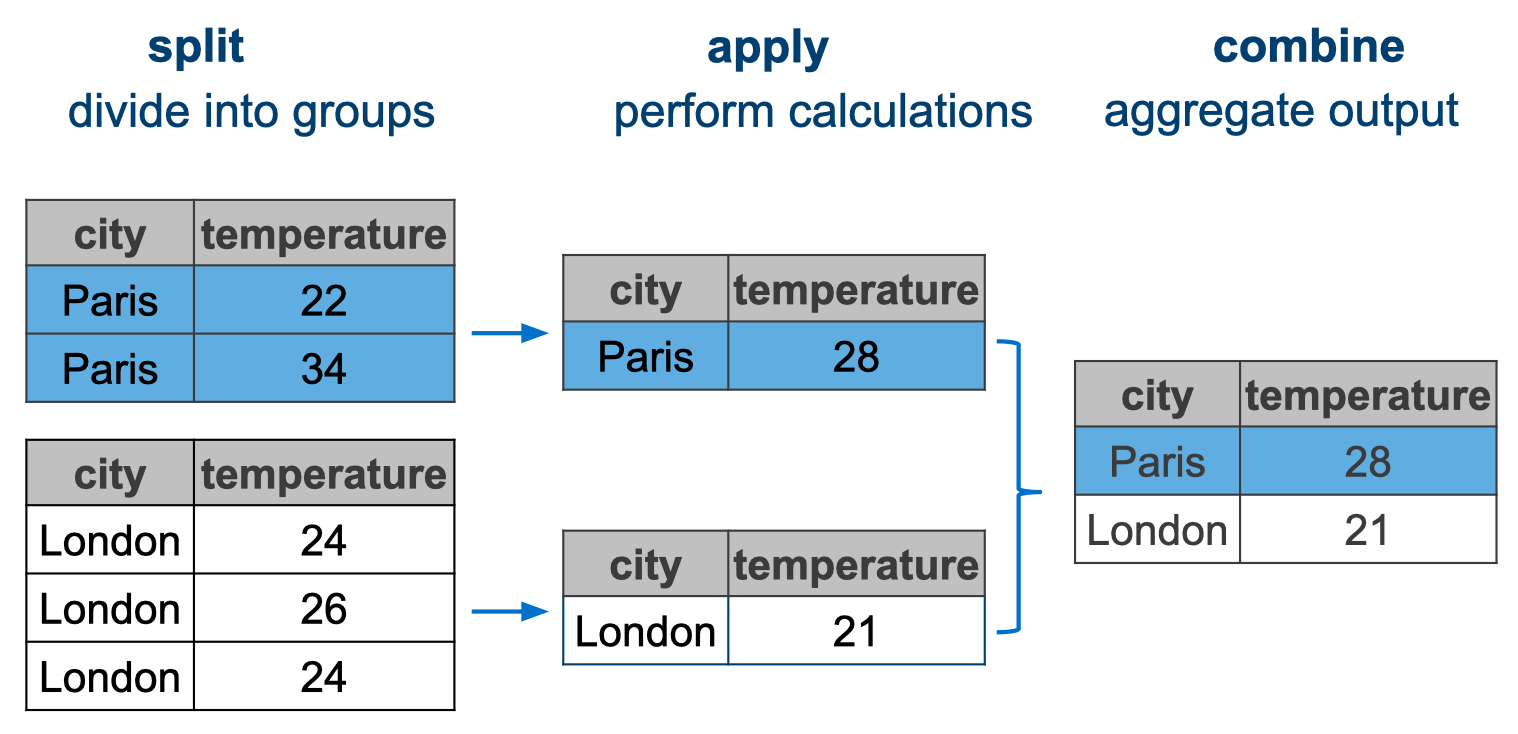 split
divide into groups
apply
perform calculations
combine
aggregate output
city temperature
Paris 22
Paris 34
city temperature
London 24
London 26
London 24
city temperature
Paris 28
city temperature
London 21
city temperature
Paris 28
London 21